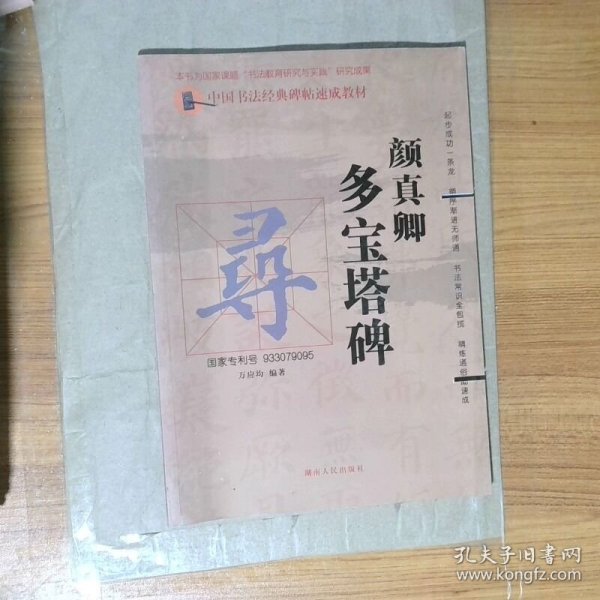 本书为国家课题“书法教育研究与实践”研究成果
中国书法经典碑帖速成教材
颜真卿
多宝塔碑
起步成功一条龙 循序渐进无师通 书法常识全包揽 精练通俗能速成
尋
国家专利号 933079095
万应均 编著
湖南人民出版社
孔夫子旧书网
www.kongfz.com